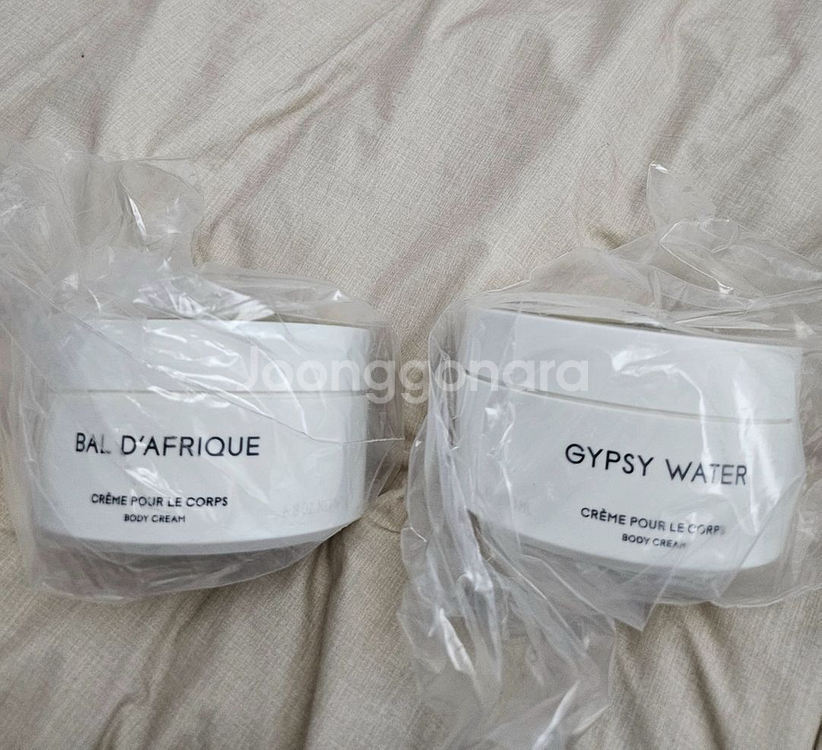 Joonggonara
BAL D'AFRIQUE
CRÈME POUR LE CORPS
BODY CREAM
GYPSY WATER
CRÈME POUR LE CORPS
BODY CREAM